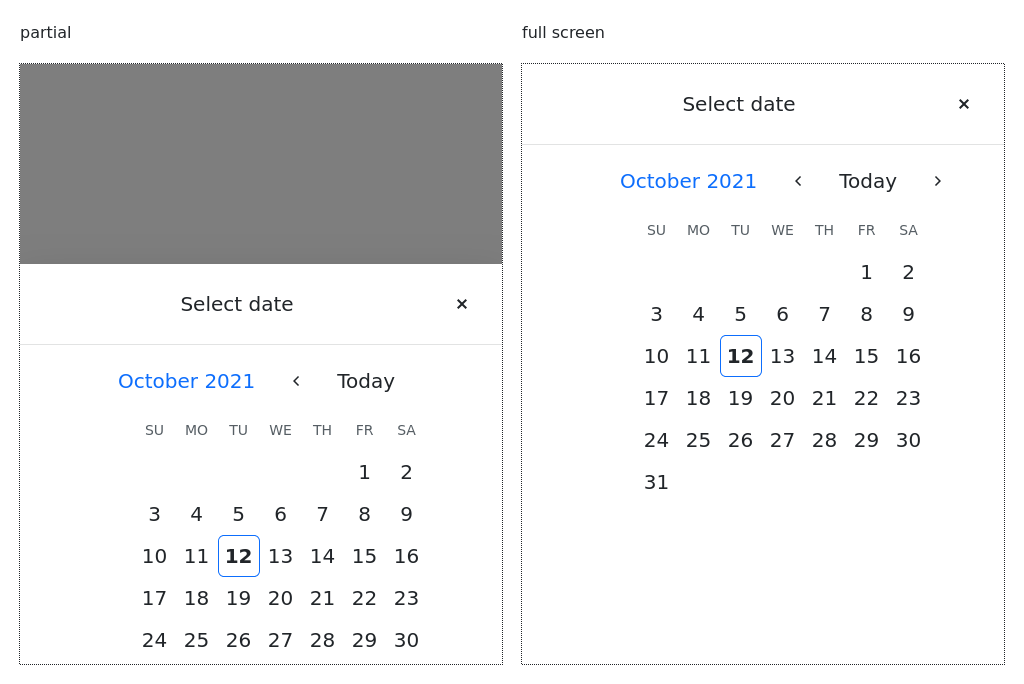 partial
Select date ×
October 2021 ‹ Today
SU MO TU WE TH FR SA
1 2
3 4 5 6 7 8 9
10 11 12 13 14 15 16
17 18 19 20 21 22 23
24 25 26 27 28 29 30
full screen
Select date ×
October 2021 ‹ Today ›
SU MO TU WE TH FR SA
1 2
3 4 5 6 7 8 9
10 11 12 13 14 15 16
17 18 19 20 21 22 23
24 25 26 27 28 29 30
31